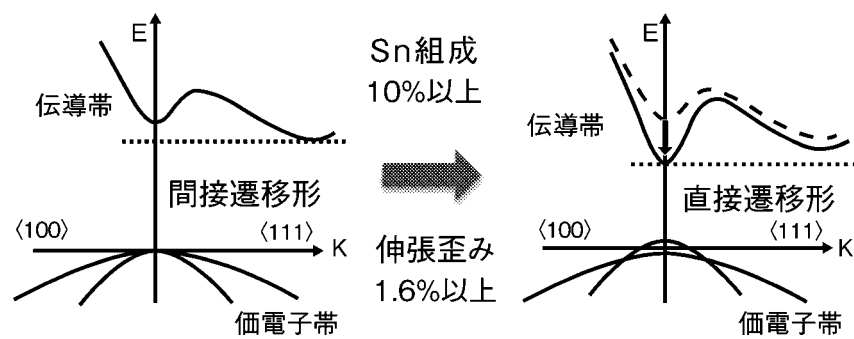 E
伝導帯
間接遷移形
〈100〉
〈111〉
K
価電子帯
Sn組成
10%以上
伸張歪み
1.6%以上
E
伝導帯
直接遷移形
〈100〉
〈111〉
K
価電子帯